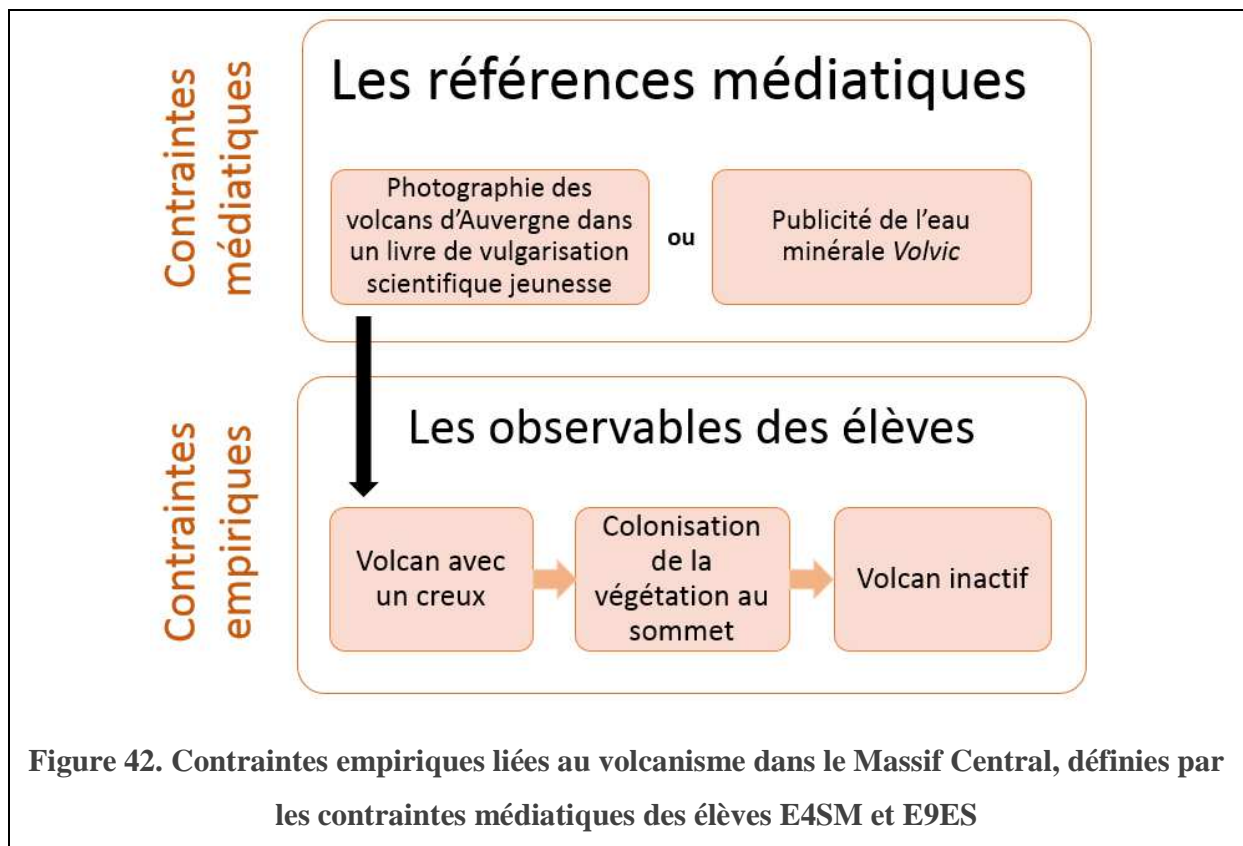 Contraintes
médiatiques
Les références médiatiques
Photographie des
volcans d'Auvergne dans
un livre de vulgarisation
scientifique jeunesse
ou
Publicité de l'eau
minérale Volvic
Contraintes
empiriques
Les observables des élèves
Volcan avec
un creux
Colonisation
de la
végétation au
sommet
Volcan inactif
Figure 42. Contraintes empiriques liées au volcanisme dans le Massif Central, définies par
les contraintes médiatiques des élèves E4SM et E9ES